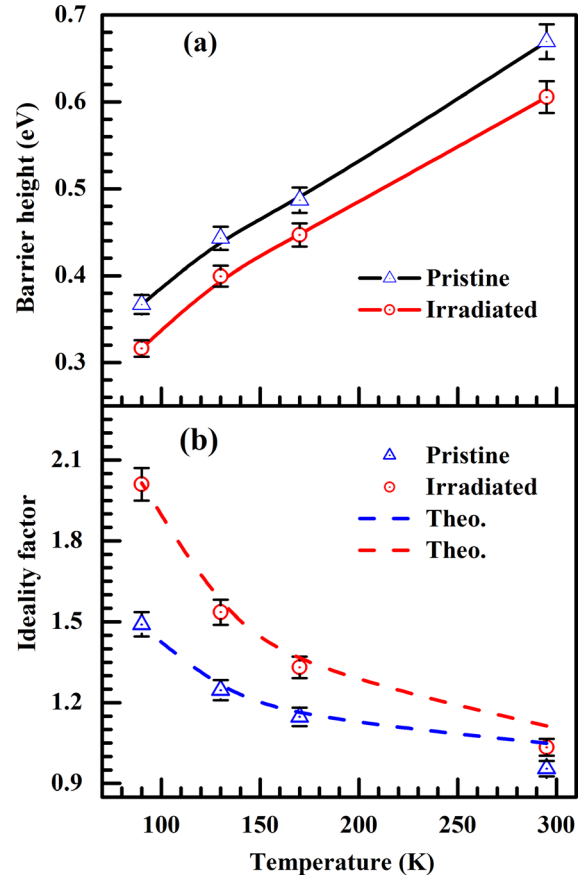 0.7
(a)
0.6
0.5
0.4
0.3
Barrier height (eV)
Pristine
Irradiated
(b)
2.1
1.8
1.5
1.2
0.9
Ideality factor
Pristine
Irradiated
Theo.
Theo.
100 150 200 250 300
Temperature (K)